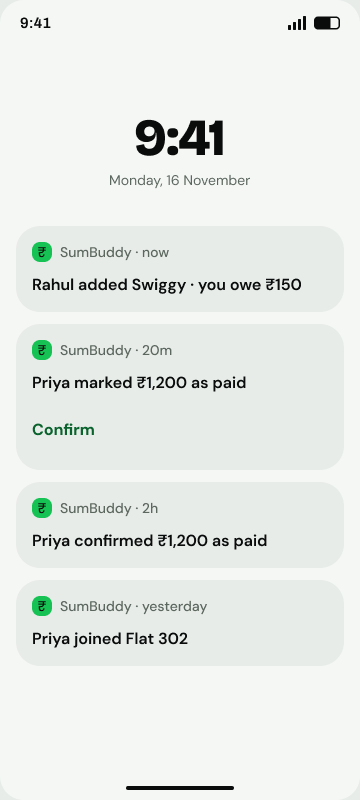 9:41
9:41
Monday, 16 November
₹ SumBuddy · now
Rahul added Swiggy · you owe ₹150
₹ SumBuddy · 20m
Priya marked ₹1,200 as paid
Confirm
₹ SumBuddy · 2h
Priya confirmed ₹1,200 as paid
₹ SumBuddy · yesterday
Priya joined Flat 302